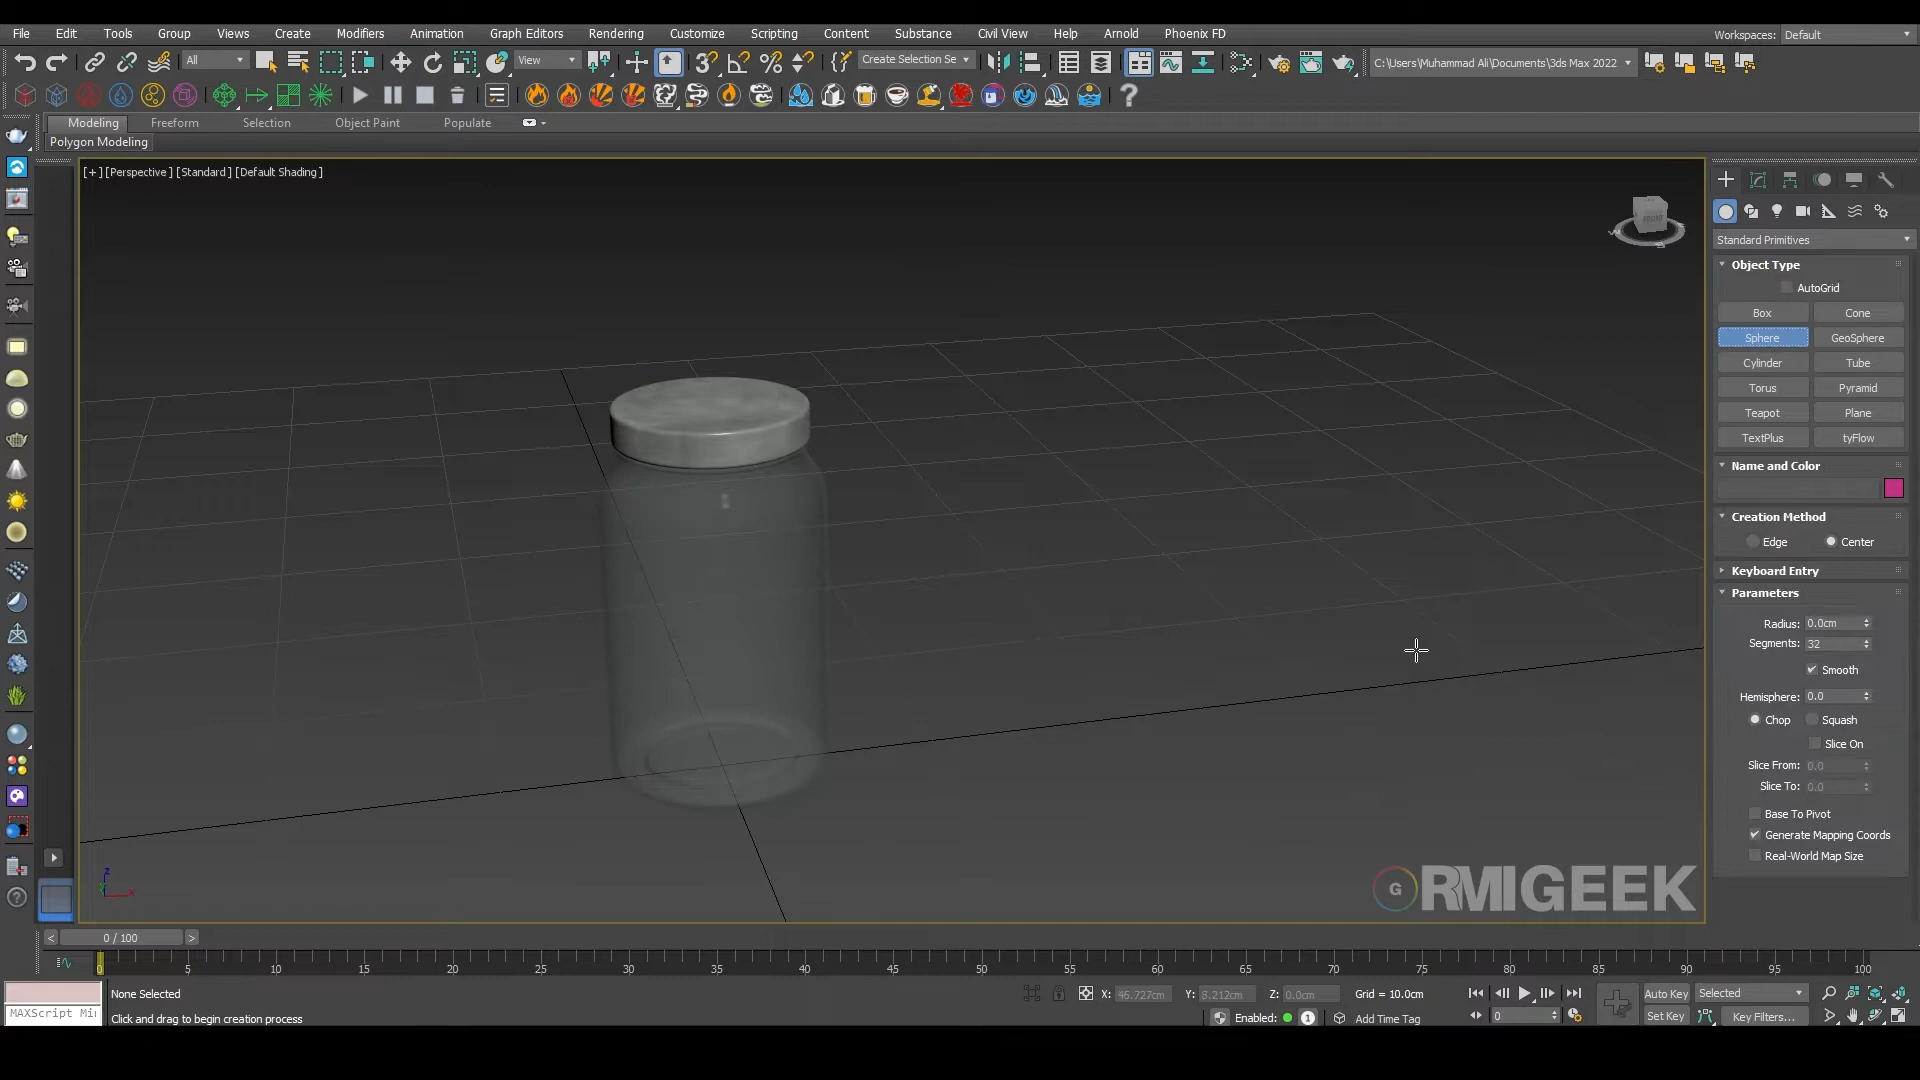 File Edit Tools Group Views Create Modifiers Animation Graph Editors Rendering Customize Scripting Content Substance Civil View Help Arnold Phoenix FD Workspaces: Default
All View Create Selection Se C:\Users\Muhammad Ali\Documents\3ds Max 2022
Modeling Freeform Selection Object Paint Populate
Polygon Modeling
[+] [Perspective] [Standard] [Default Shading]
Standard Primitives
Object Type
AutoGrid
Box Cone
Sphere GeoSphere
Cylinder Tube
Torus Pyramid
Teapot Plane
TextPlus tyFlow
Name and Color
Creation Method
Edge Center
Keyboard Entry
Parameters
Radius: 0.0cm
Segments: 32
Smooth
Hemisphere: 0.0
Chop Squash
Slice On
Slice From: 0.0
Slice To: 0.0
Base To Pivot
Generate Mapping Coords
Real-World Map Size
z
x
G RMIGEEK
< 0 / 100 >
0 5 10 15 20 25 30 35 40 45 50 55 60 65 70 75 80 85 90 95 100
None Selected X: 46.727cm Y: 8.212cm Z: 0.0cm Grid = 10.0cm Auto Key Selected
MAXScript Mi Click and drag to begin creation process Enabled: 1 Add Time Tag 0 Set Key Key Filters...